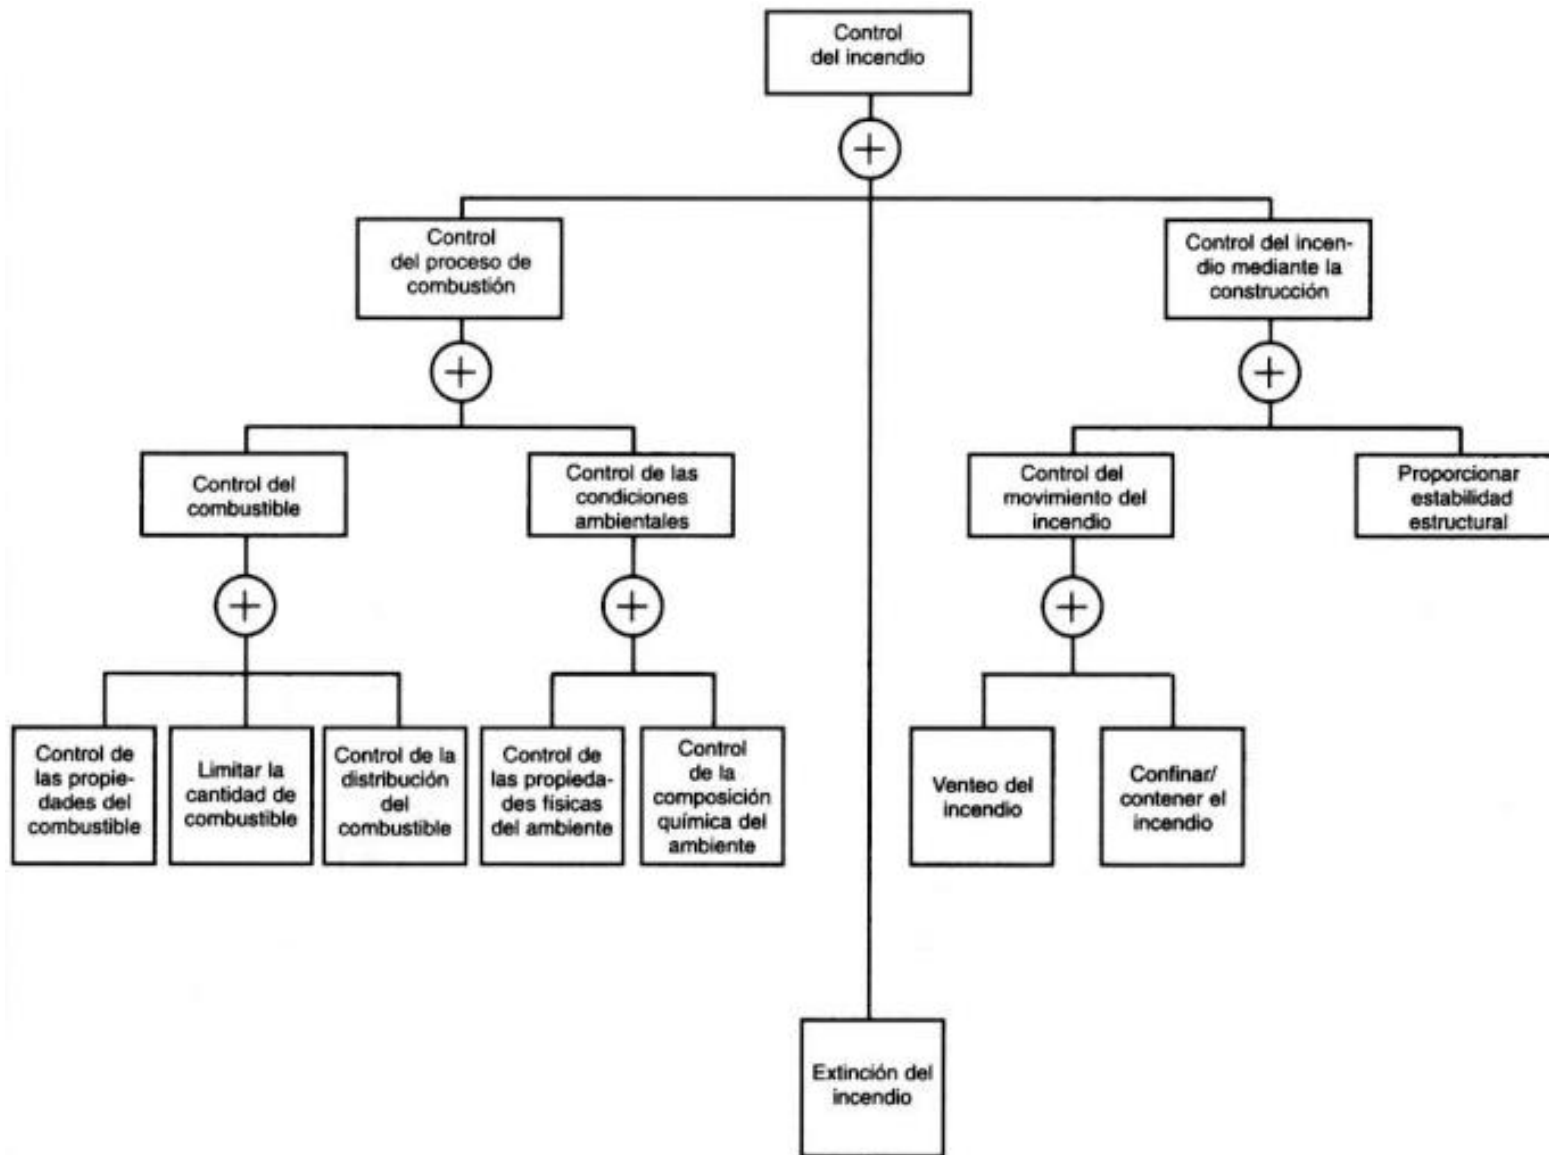 Control
del incendio
Control
del proceso de
combustión
Control del incen-
dio mediante la
construcción
Control del
combustible
Control de las
condiciones
ambientales
Control del
movimiento del
incendio
Proporcionar
estabilidad
estructural
Control de
las propie-
dades del
combustible
Limitar la
cantidad de
combustible
Control de la
distribución
del
combustible
Control de
las propieda-
des físicas
del ambiente
Control
de la
composición
química del
ambiente
Venteo del
incendio
Confinar/
contener el
incendio
Extinción del
incendio